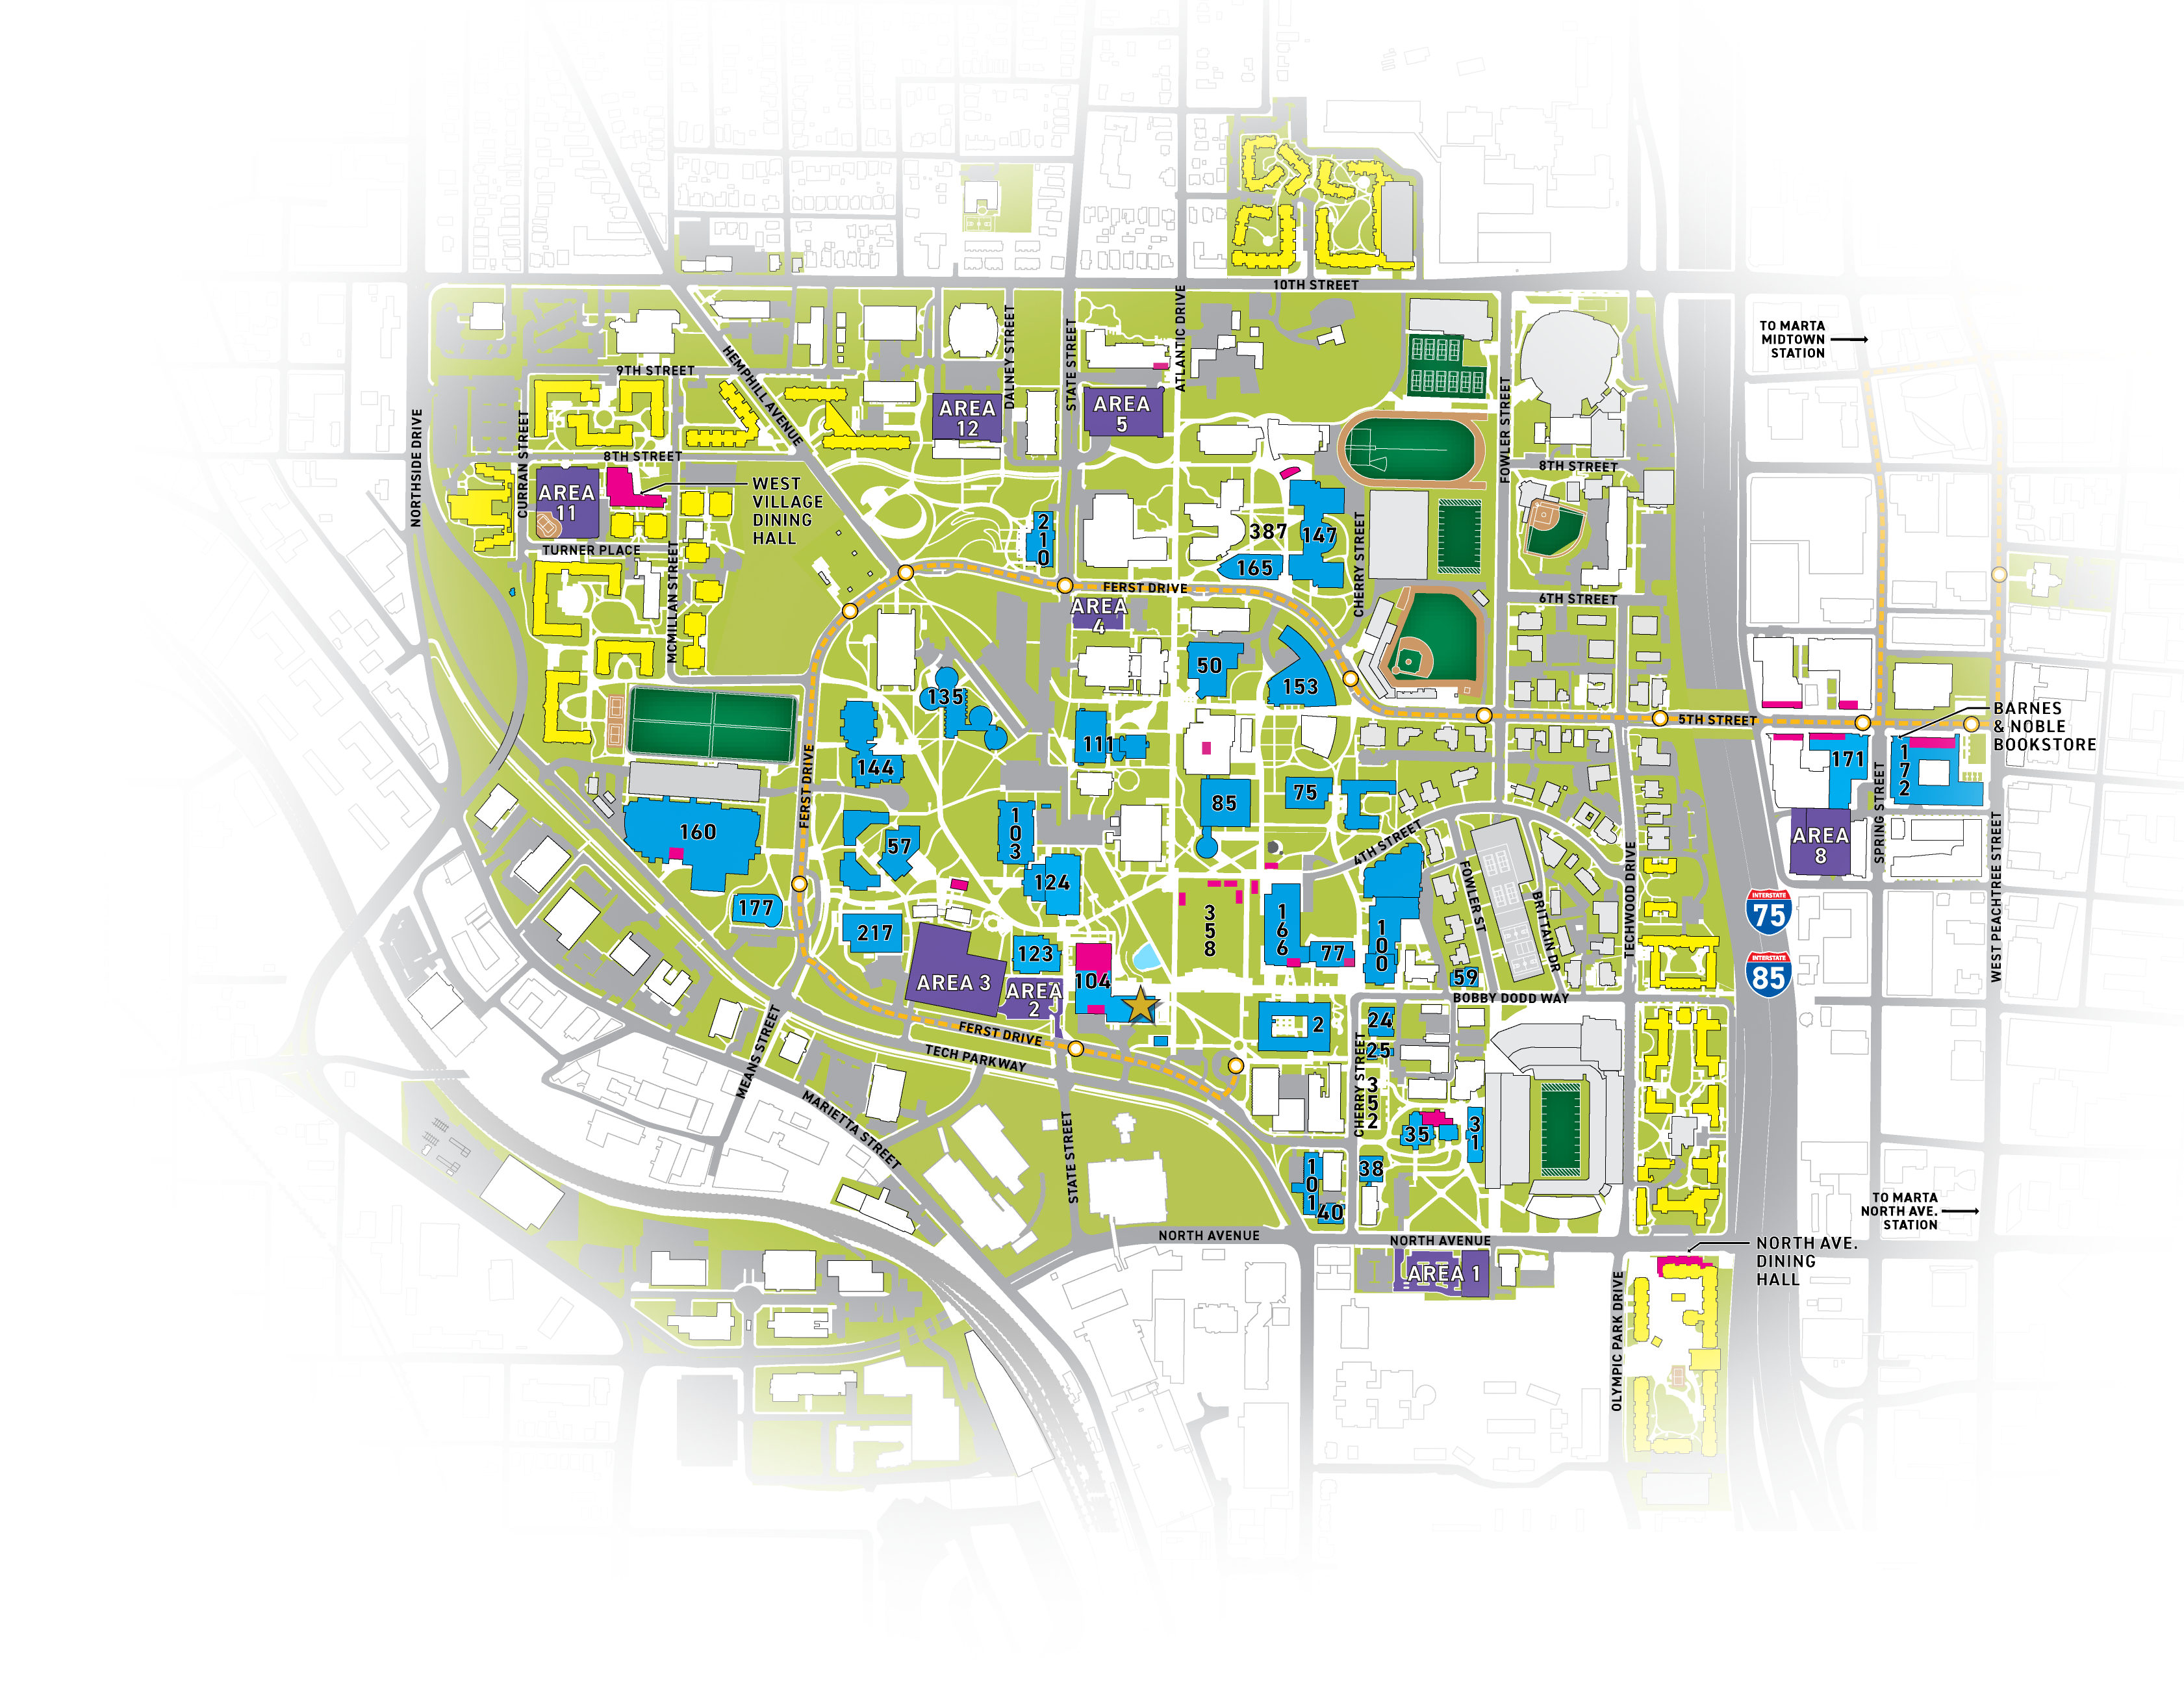 10TH STREET
TO MARTA
MIDTOWN
STATION
HEMPHILL AVENUE
DALNEY STREET
STATE STREET
ATLANTIC DRIVE
9TH STREET
AREA
12
AREA
5
NORTHSIDE DRIVE
CURRAN STREET
FOWLER STREET
8TH STREET
8TH STREET
AREA
11
WEST
VILLAGE
DINING
HALL
210
387
147
165
CHERRY STREET
TURNER PLACE
MCMILLAN STREET
FERST DRIVE
AREA
4
6TH STREET
50
153
135
111
144
5TH STREET
BARNES
& NOBLE
BOOKSTORE
171
172
SPRING STREET
WEST PEACHTREE STREET
AREA
8
FERST DRIVE
160
57
103
85
75
4TH STREET
124
177
217
123
AREA 3
AREA
2
104
358
166
77
100
59
FOWLER ST
BRITTAIN DR
TECHWOOD DRIVE
INTERSTATE
75
INTERSTATE
85
BOBBY DODD WAY
FERST DRIVE
TECH PARKWAY
MEANS STREET
MARIETTA STREET
STATE STREET
2
24
25
CHERRY STREET
352
35
31
38
101
40
TO MARTA
NORTH AVE.
STATION
NORTH AVENUE
NORTH AVENUE
AREA 1
NORTH AVE.
DINING
HALL
OLYMPIC PARK DRIVE